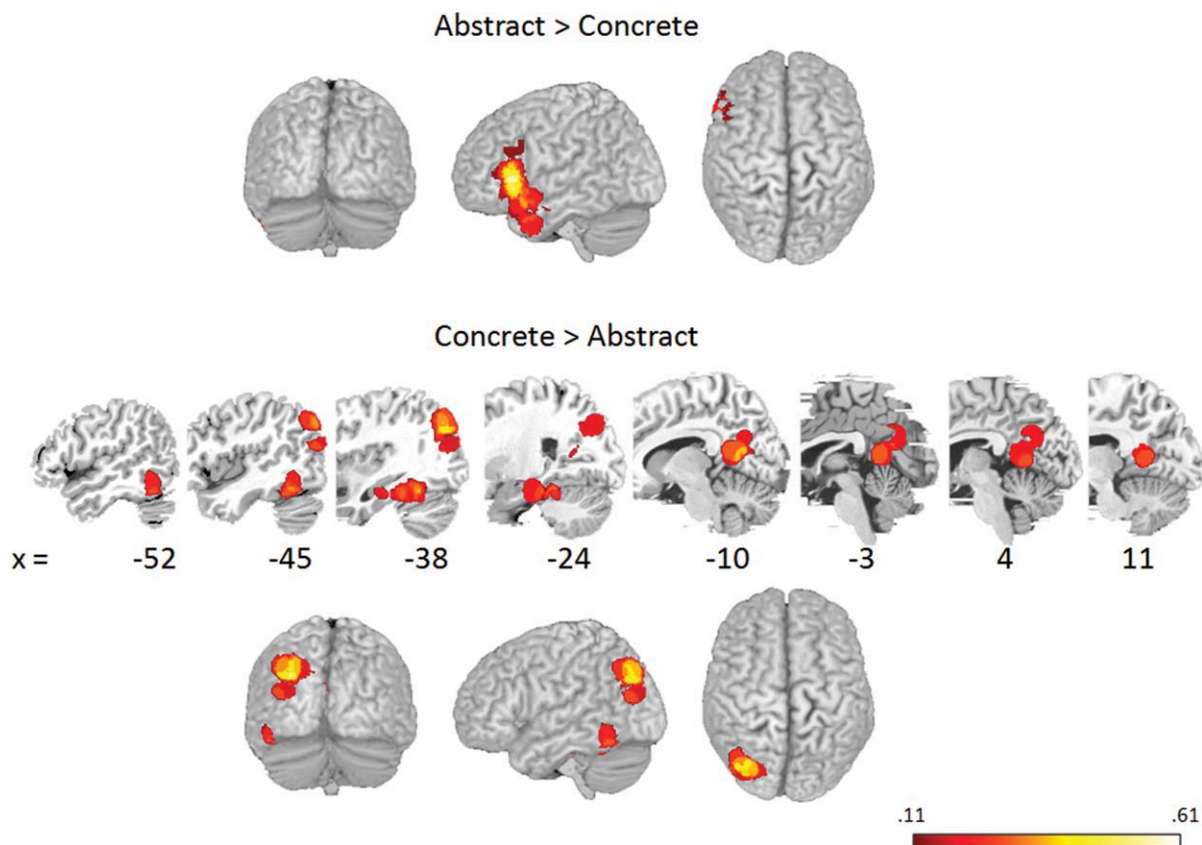 Abstract > Concrete
Concrete > Abstract
x = -52 -45 -38 -24 -10 -3 4 11
.11 .61